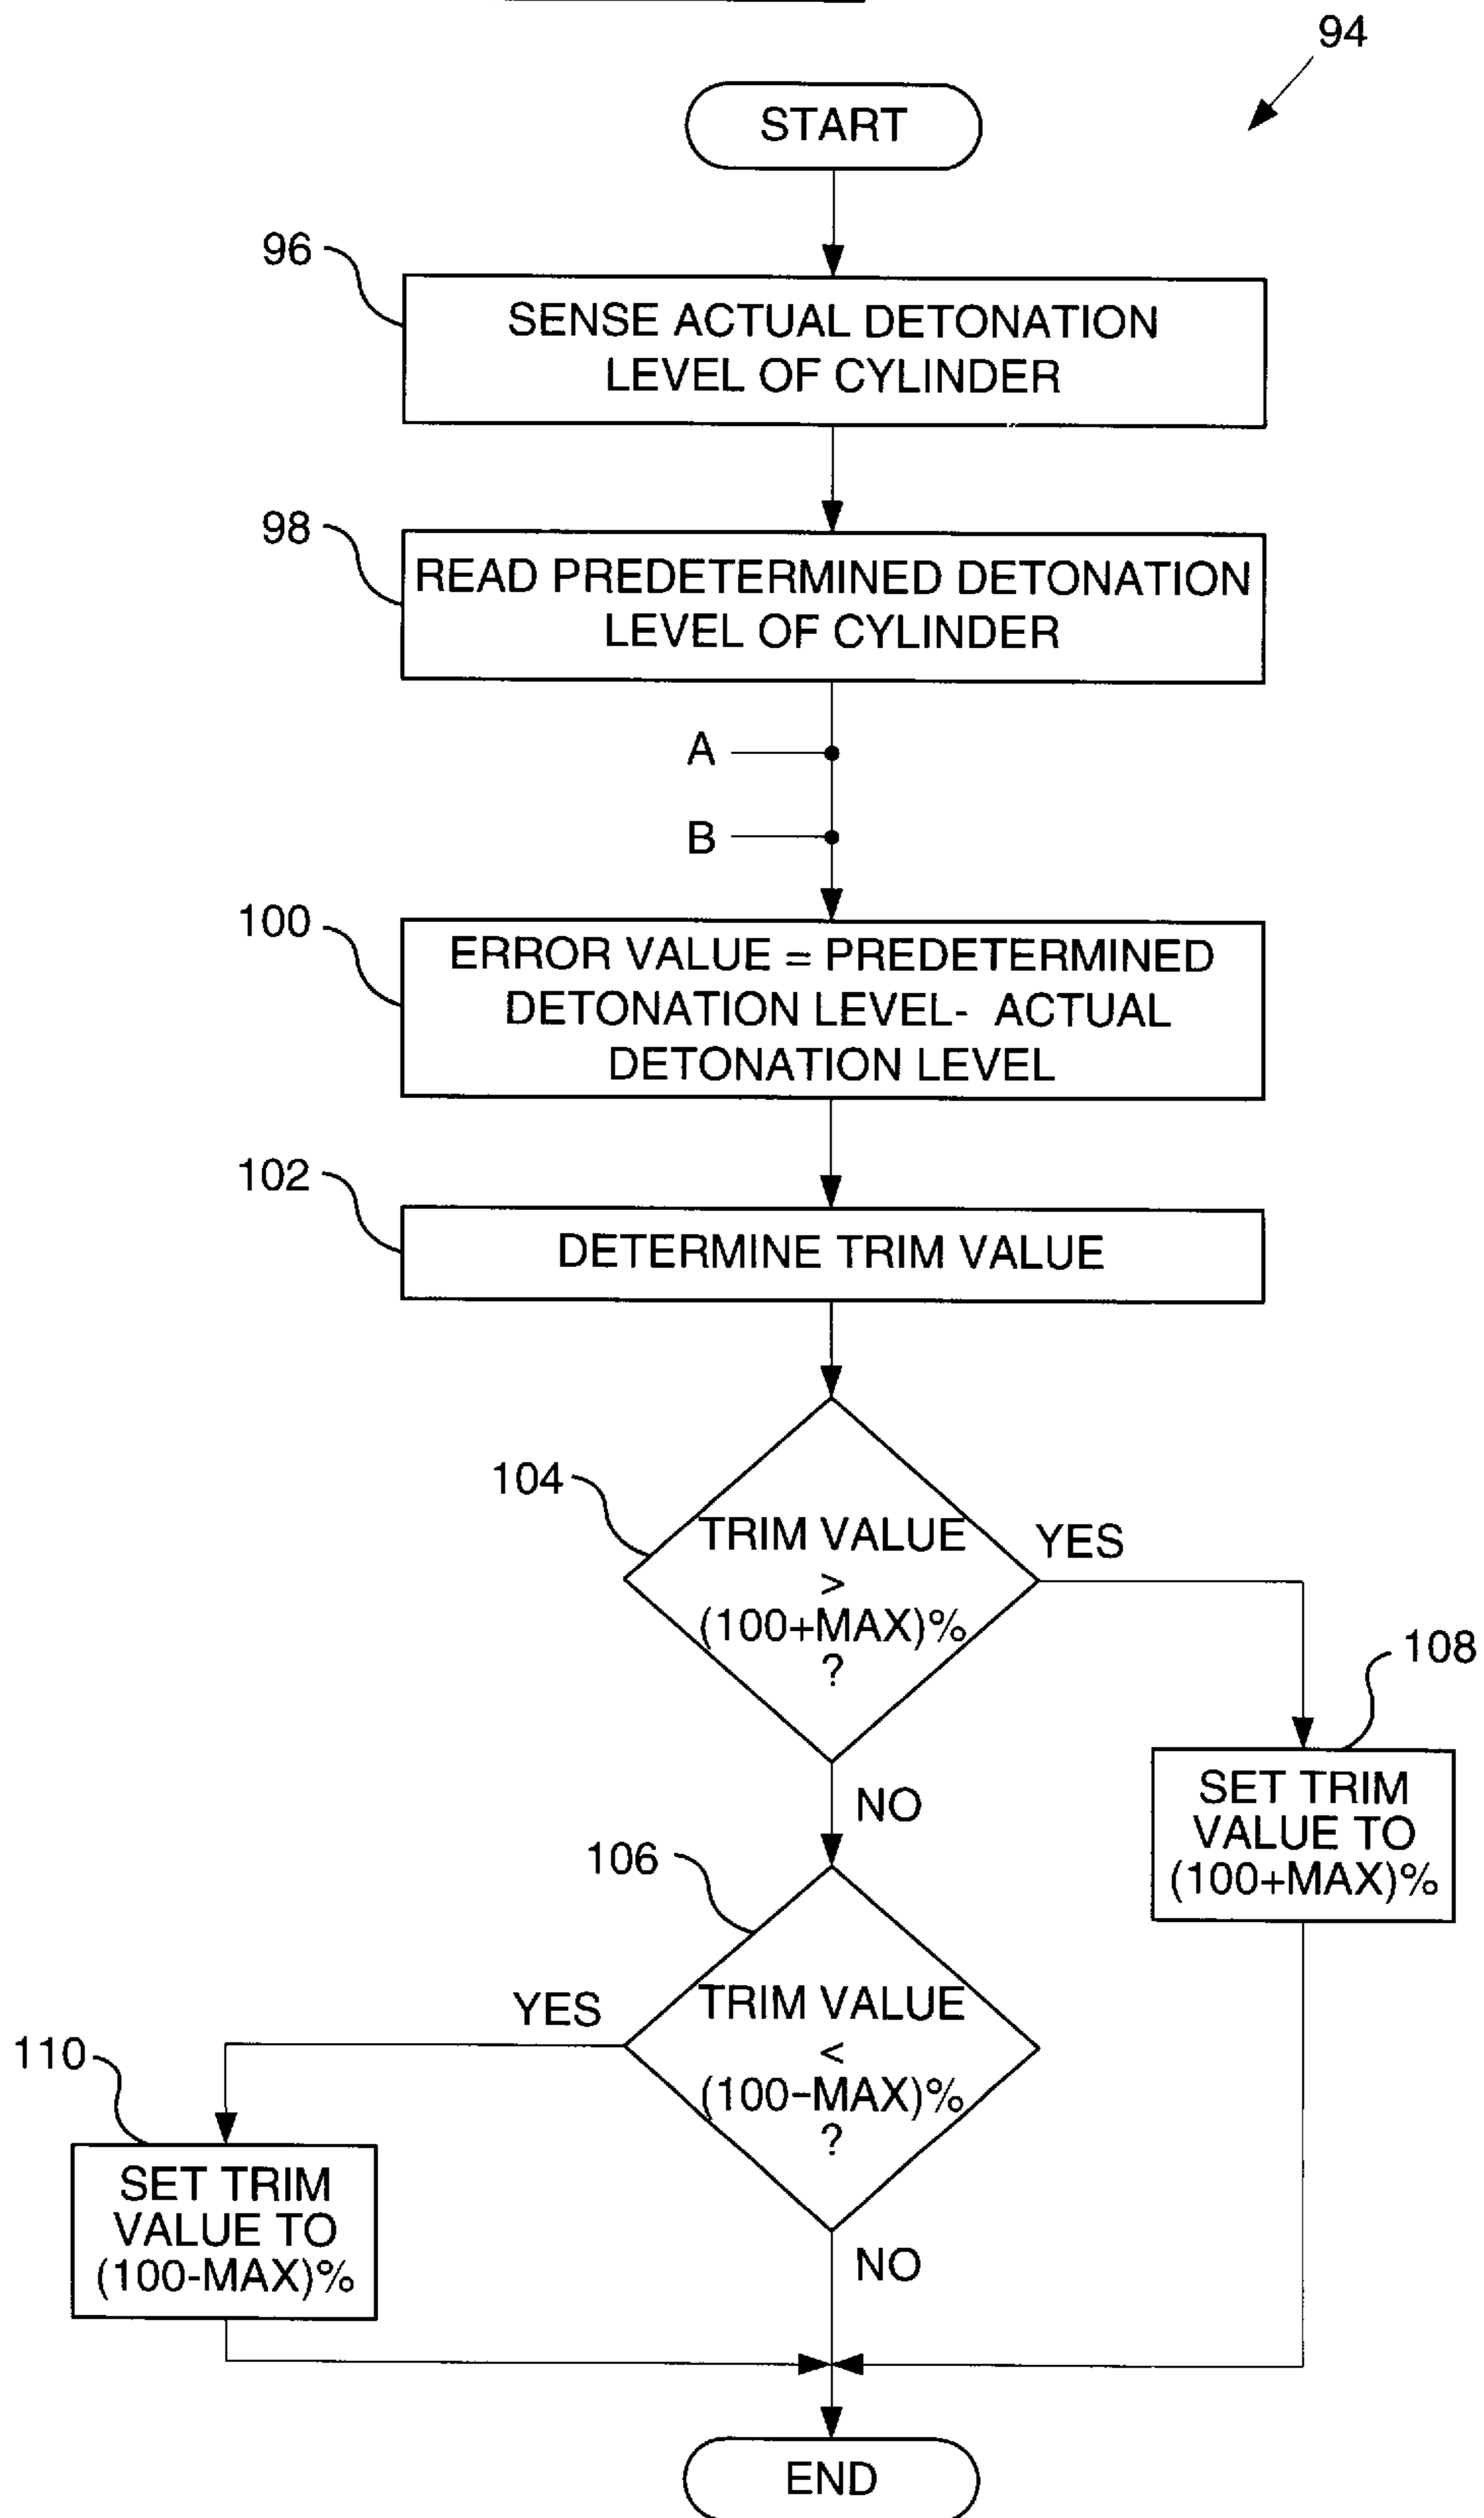 94
START
96
SENSE ACTUAL DETONATION
LEVEL OF CYLINDER
98
READ PREDETERMINED DETONATION
LEVEL OF CYLINDER
A
B
100
ERROR VALUE = PREDETERMINED
DETONATION LEVEL- ACTUAL
DETONATION LEVEL
102
DETERMINE TRIM VALUE
104
TRIM VALUE
>
(100+MAX)%
?
YES
108
SET TRIM
VALUE TO
(100+MAX)%
NO
106
TRIM VALUE
<
(100-MAX)%
?
YES
110
SET TRIM
VALUE TO
(100-MAX)%
NO
END